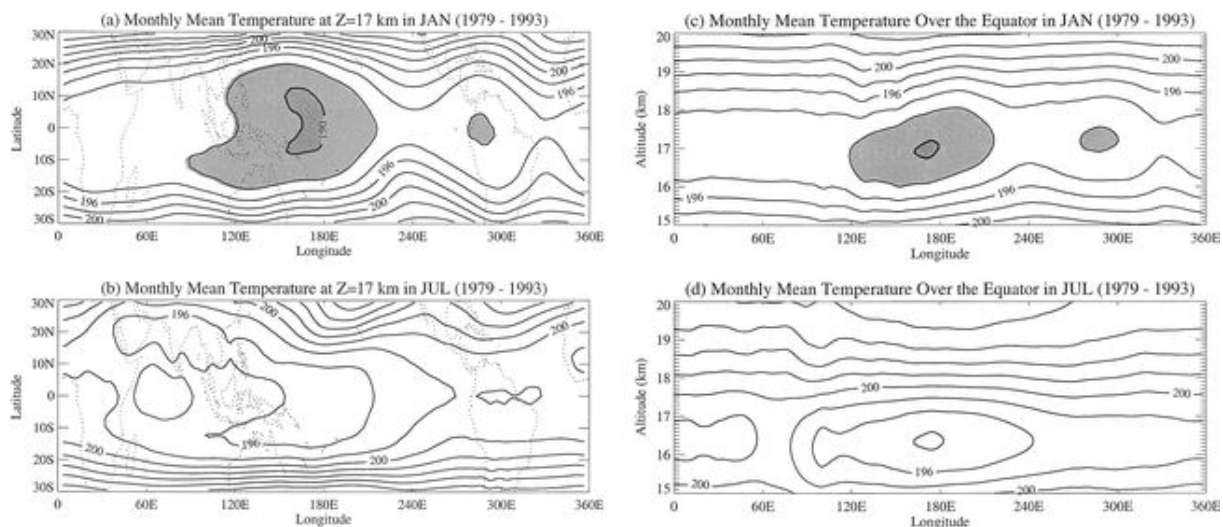 (a) Monthly Mean Temperature at Z=17 km in JAN (1979 - 1993)
30N
20N
10N
0
10S
20S
30S
Latitude
196
190
196
196
200
200
0 60E 120E 180E 240E 300E 360E
Longitude
(c) Monthly Mean Temperature Over the Equator in JAN (1979 - 1993)
20
19
18
17
16
15
Altitude (km)
200
200
196
196
196
196
200
0 60E 120E 180E 240E 300E 360E
Longitude
(b) Monthly Mean Temperature at Z=17 km in JUL (1979 - 1993)
30N
20N
10N
0
10S
20S
30S
Latitude
196
200
200
196
200
200
0 60E 120E 180E 240E 300E 360E
Longitude
(d) Monthly Mean Temperature Over the Equator in JUL (1979 - 1993)
20
19
18
17
16
15
Altitude (km)
200
196
200
200
0 60E 120E 180E 240E 300E 360E
Longitude